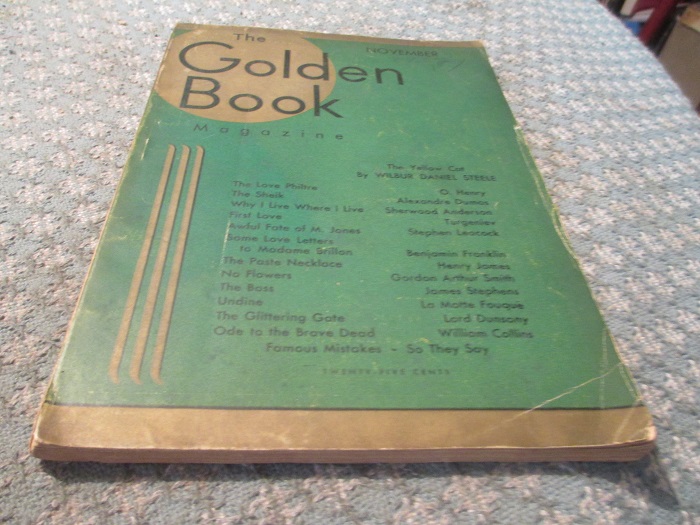 The
NOVEMBER
Golden
Book
Magazine
The Yellow Cat
By WILBUR DANIEL STEELE
The Love Philtre O. Henry
The Sheik Alexandre Dumas
Why I Live Where I Live Sherwood Anderson
First Love Turgeniev
Awful Fate of M. Jones Stephen Leacock
Some Love Letters
to Madame Brillon Benjamin Franklin
The Paste Necklace Henry James
No Flowers Gordon Arthur Smith
The Boss James Stephens
Undine La Motte Fouque
The Glittering Gate Lord Dunsany
Ode to the Brave Dead William Collins
Famous Mistakes - So They Say
TWENTY-FIVE CENTS